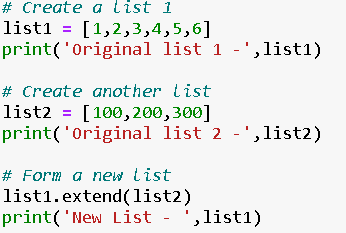 # Create a list 1
list1 = [1,2,3,4,5,6]
print('Original list 1 -',list1)
# Create another list
list2 = [100,200,300]
print('Original list 2 -',list2)
# Form a new list
list1.extend(list2)
print('New List - ',list1)